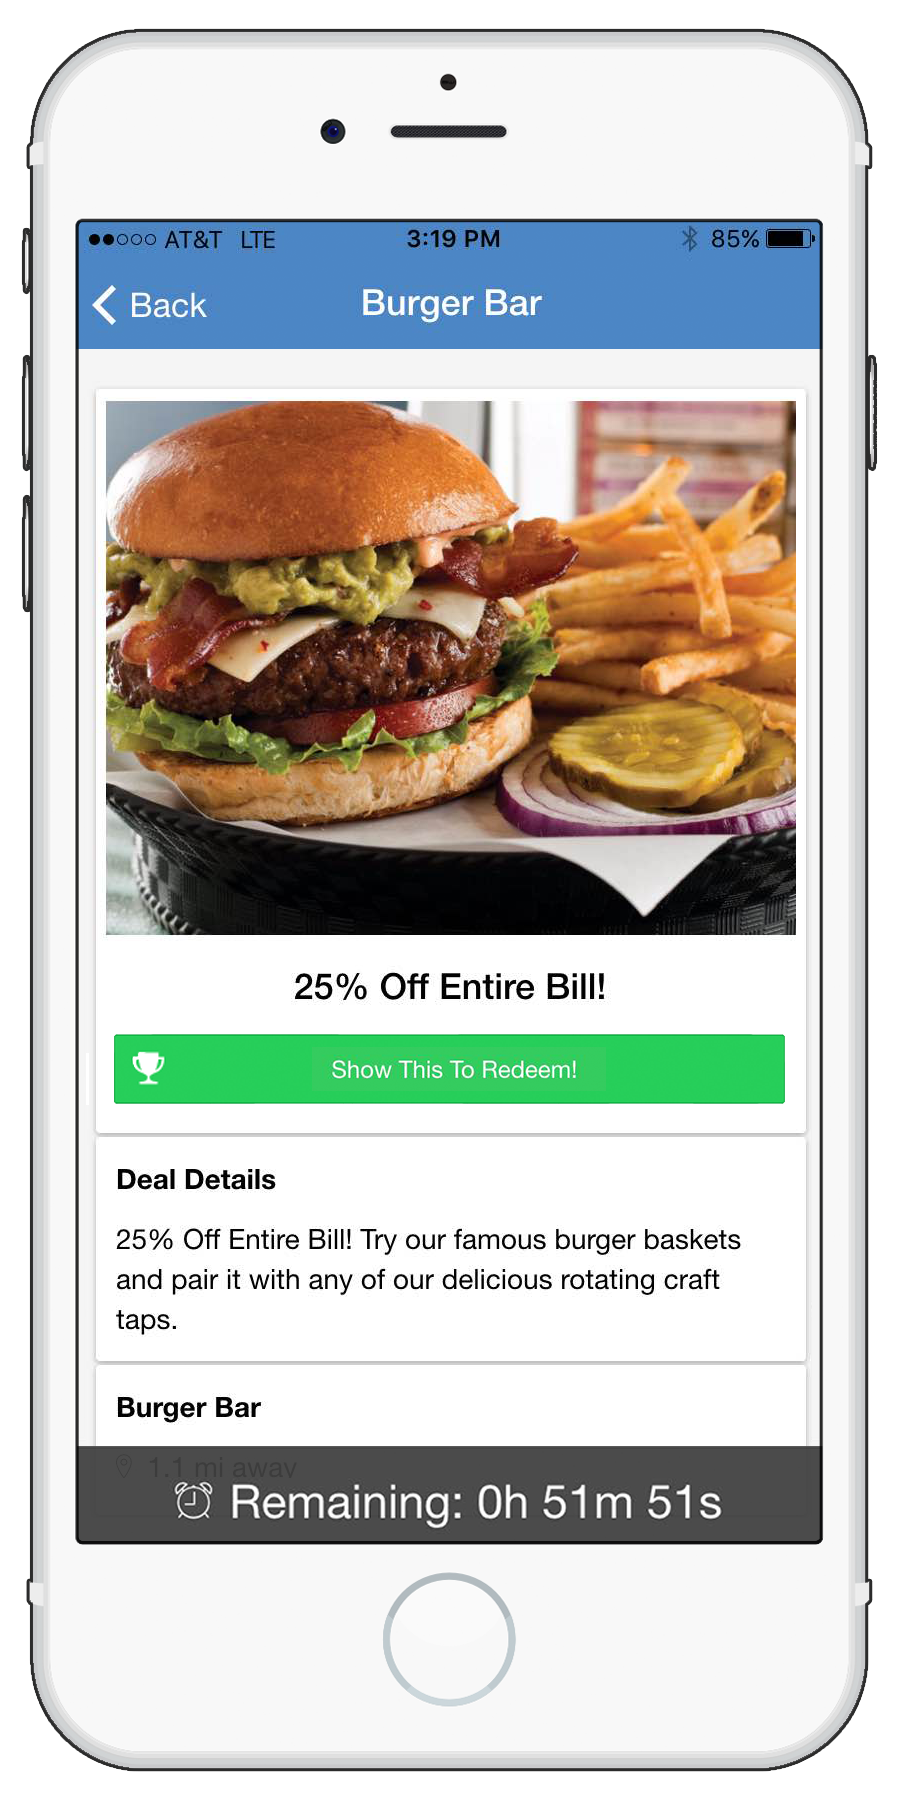 AT&T LTE 3:19 PM 85%
Back Burger Bar
25% Off Entire Bill!
Show This To Redeem!
Deal Details
25% Off Entire Bill! Try our famous burger baskets
and pair it with any of our delicious rotating craft
taps.
Burger Bar
1.1 mi away
Remaining: 0h 51m 51s